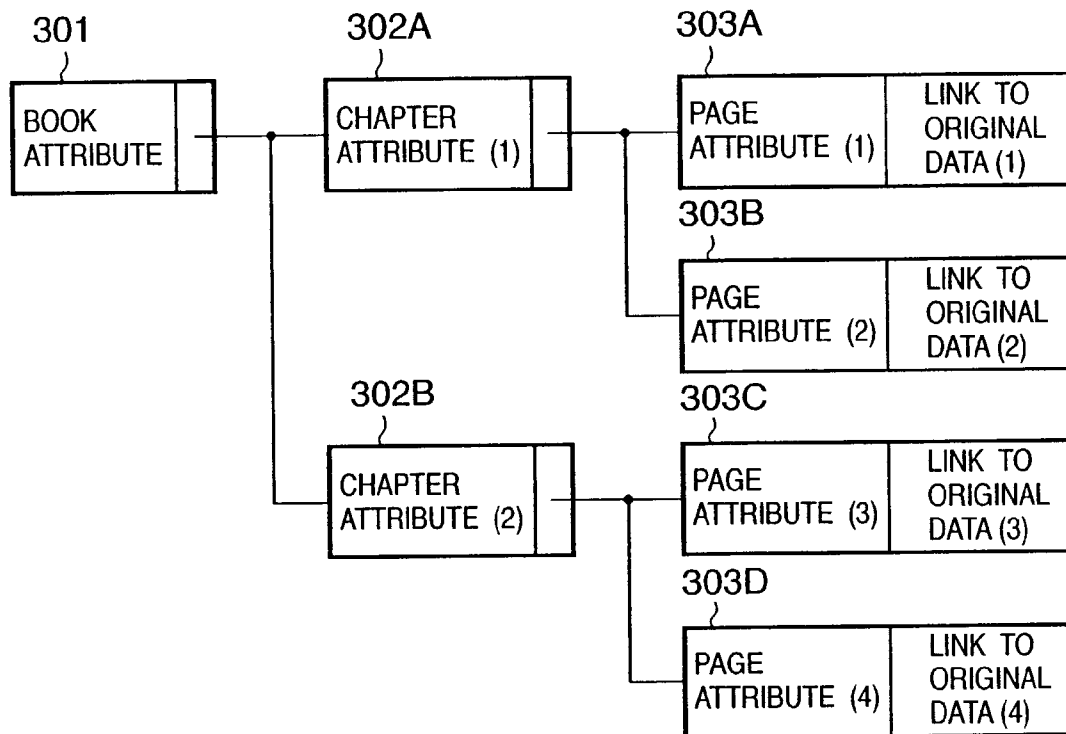 301
302A
303A
BOOK
ATTRIBUTE
CHAPTER
ATTRIBUTE (1)
PAGE
ATTRIBUTE (1)
LINK TO
ORIGINAL
DATA (1)
303B
PAGE
ATTRIBUTE (2)
LINK TO
ORIGINAL
DATA (2)
302B
303C
CHAPTER
ATTRIBUTE (2)
PAGE
ATTRIBUTE (3)
LINK TO
ORIGINAL
DATA (3)
303D
PAGE
ATTRIBUTE (4)
LINK TO
ORIGINAL
DATA (4)